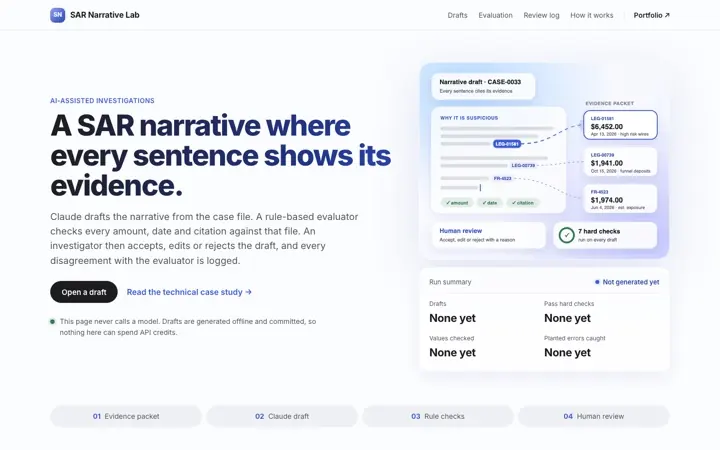 SN SAR Narrative Lab
Drafts Evaluation Review log How it works Portfolio ↗
AI-ASSISTED INVESTIGATIONS
A SAR narrative where
every sentence shows its
evidence.
Claude drafts the narrative from the case file. A rule-based evaluator
checks every amount, date and citation against that file. An
investigator then accepts, edits or rejects the draft, and every
disagreement with the evaluator is logged.
Open a draft Read the technical case study →
This page never calls a model. Drafts are generated offline and committed, so
nothing here can spend API credits.
Narrative draft · CASE-0033
Every sentence cites its evidence
WHY IT IS SUSPICIOUS
LEG-01581
LEG-00739
FR-4523
✓ amount ✓ date ✓ citation
EVIDENCE PACKET
LEG-01581
$6,452.00
Apr 13, 2026 · high risk wires
LEG-00739
$1,941.00
Oct 15, 2026 · funnel deposits
FR-4523
$1,974.00
Jun 4, 2026 · ext. exposure
Human review
Accept, edit or reject with a reason
✓ 7 hard checks
run on every draft
Run summary Not generated yet
Drafts Pass hard checks
None yet None yet
Values checked Planted errors caught
None yet None yet
01 Evidence packet 02 Claude draft 03 Rule checks 04 Human review